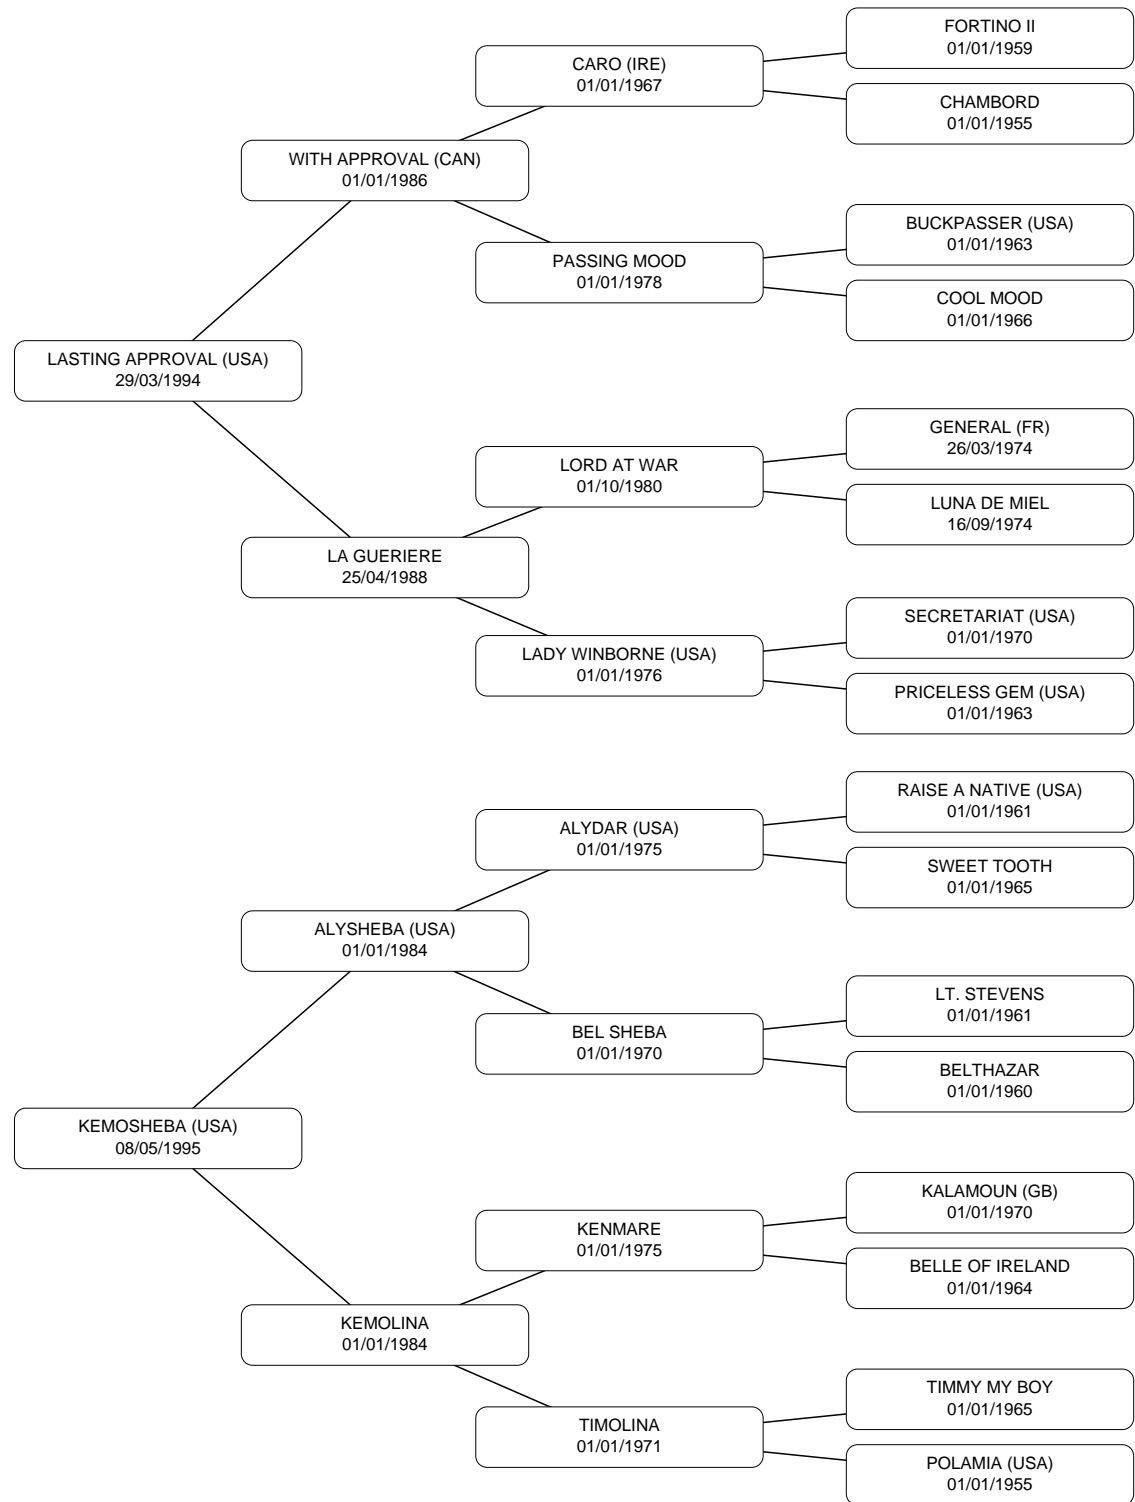 FORTINO II
01/01/1959
CARO (IRE)
01/01/1967
CHAMBORD
01/01/1955
WITH APPROVAL (CAN)
01/01/1986
BUCKPASSER (USA)
01/01/1963
PASSING MOOD
01/01/1978
COOL MOOD
01/01/1966
LASTING APPROVAL (USA)
29/03/1994
GENERAL (FR)
26/03/1974
LORD AT WAR
01/10/1980
LUNA DE MIEL
16/09/1974
LA GUERIERE
25/04/1988
SECRETARIAT (USA)
01/01/1970
LADY WINBORNE (USA)
01/01/1976
PRICELESS GEM (USA)
01/01/1963
RAISE A NATIVE (USA)
01/01/1961
ALYDAR (USA)
01/01/1975
SWEET TOOTH
01/01/1965
ALYSHEBA (USA)
01/01/1984
LT. STEVENS
01/01/1961
BEL SHEBA
01/01/1970
BELTHAZAR
01/01/1960
KEMOSHEBA (USA)
08/05/1995
KALAMOUN (GB)
01/01/1970
KENMARE
01/01/1975
BELLE OF IRELAND
01/01/1964
KEMOLINA
01/01/1984
TIMMY MY BOY
01/01/1965
TIMOLINA
01/01/1971
POLAMIA (USA)
01/01/1955